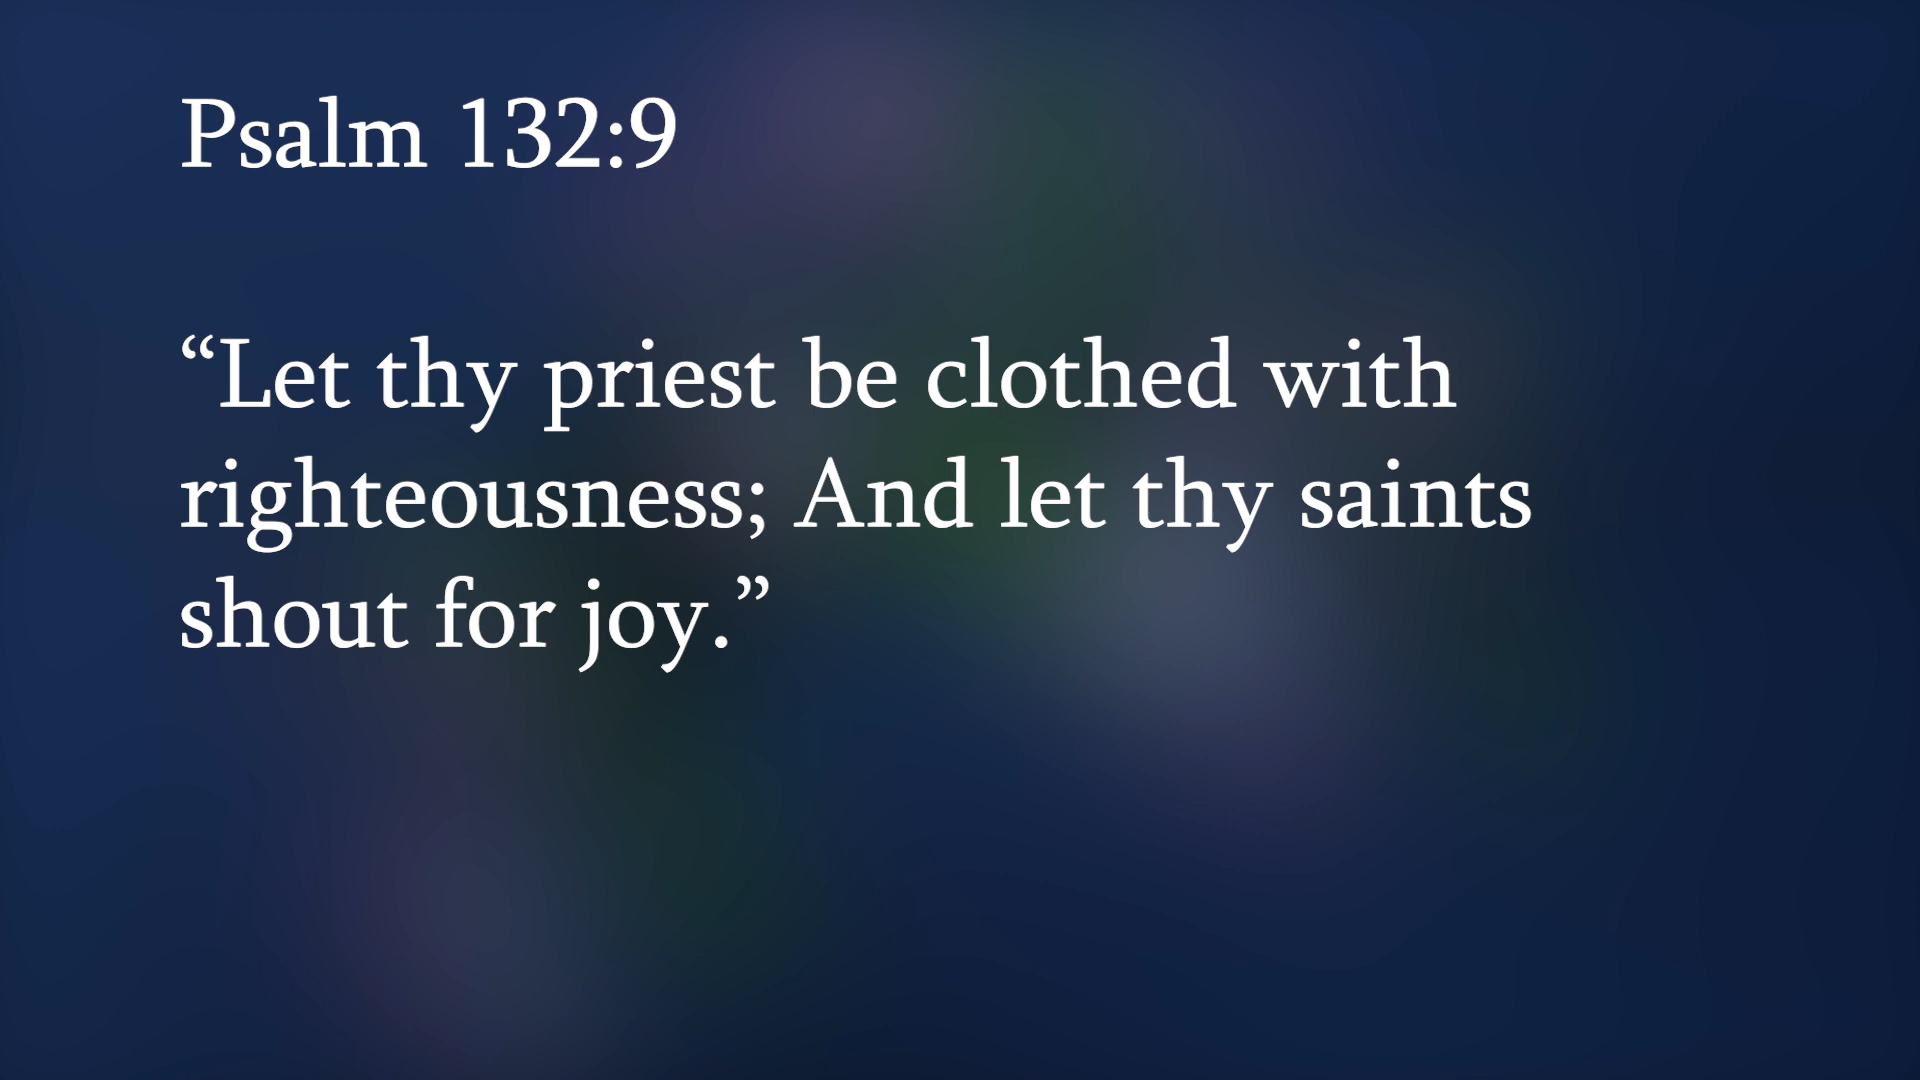 Psalm 132:9
“Let thy priest be clothed with
righteousness; And let thy saints
shout for joy.”